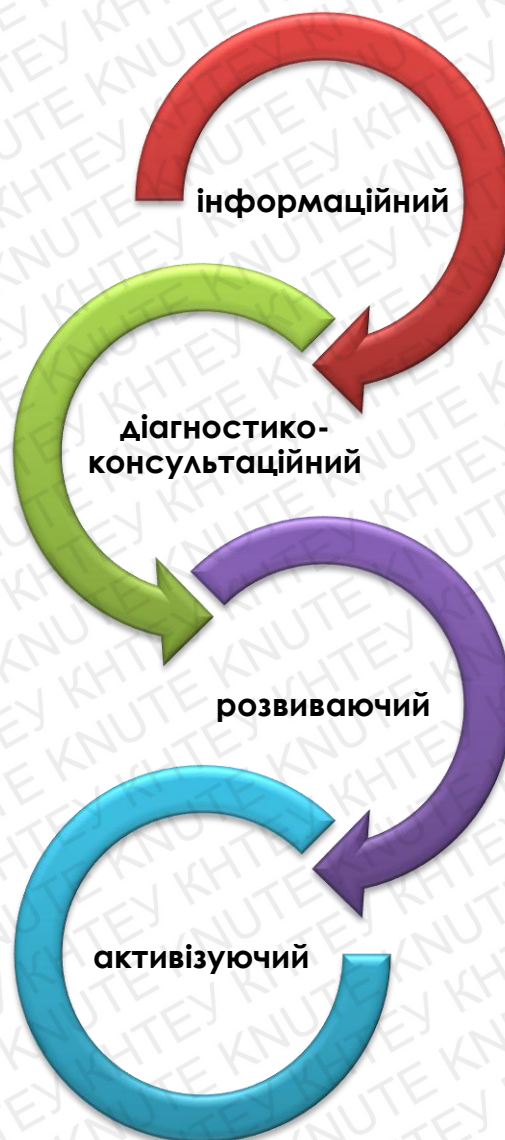 інформаційний
діагностико-
консультаційний
розвиваючий
активізуючий